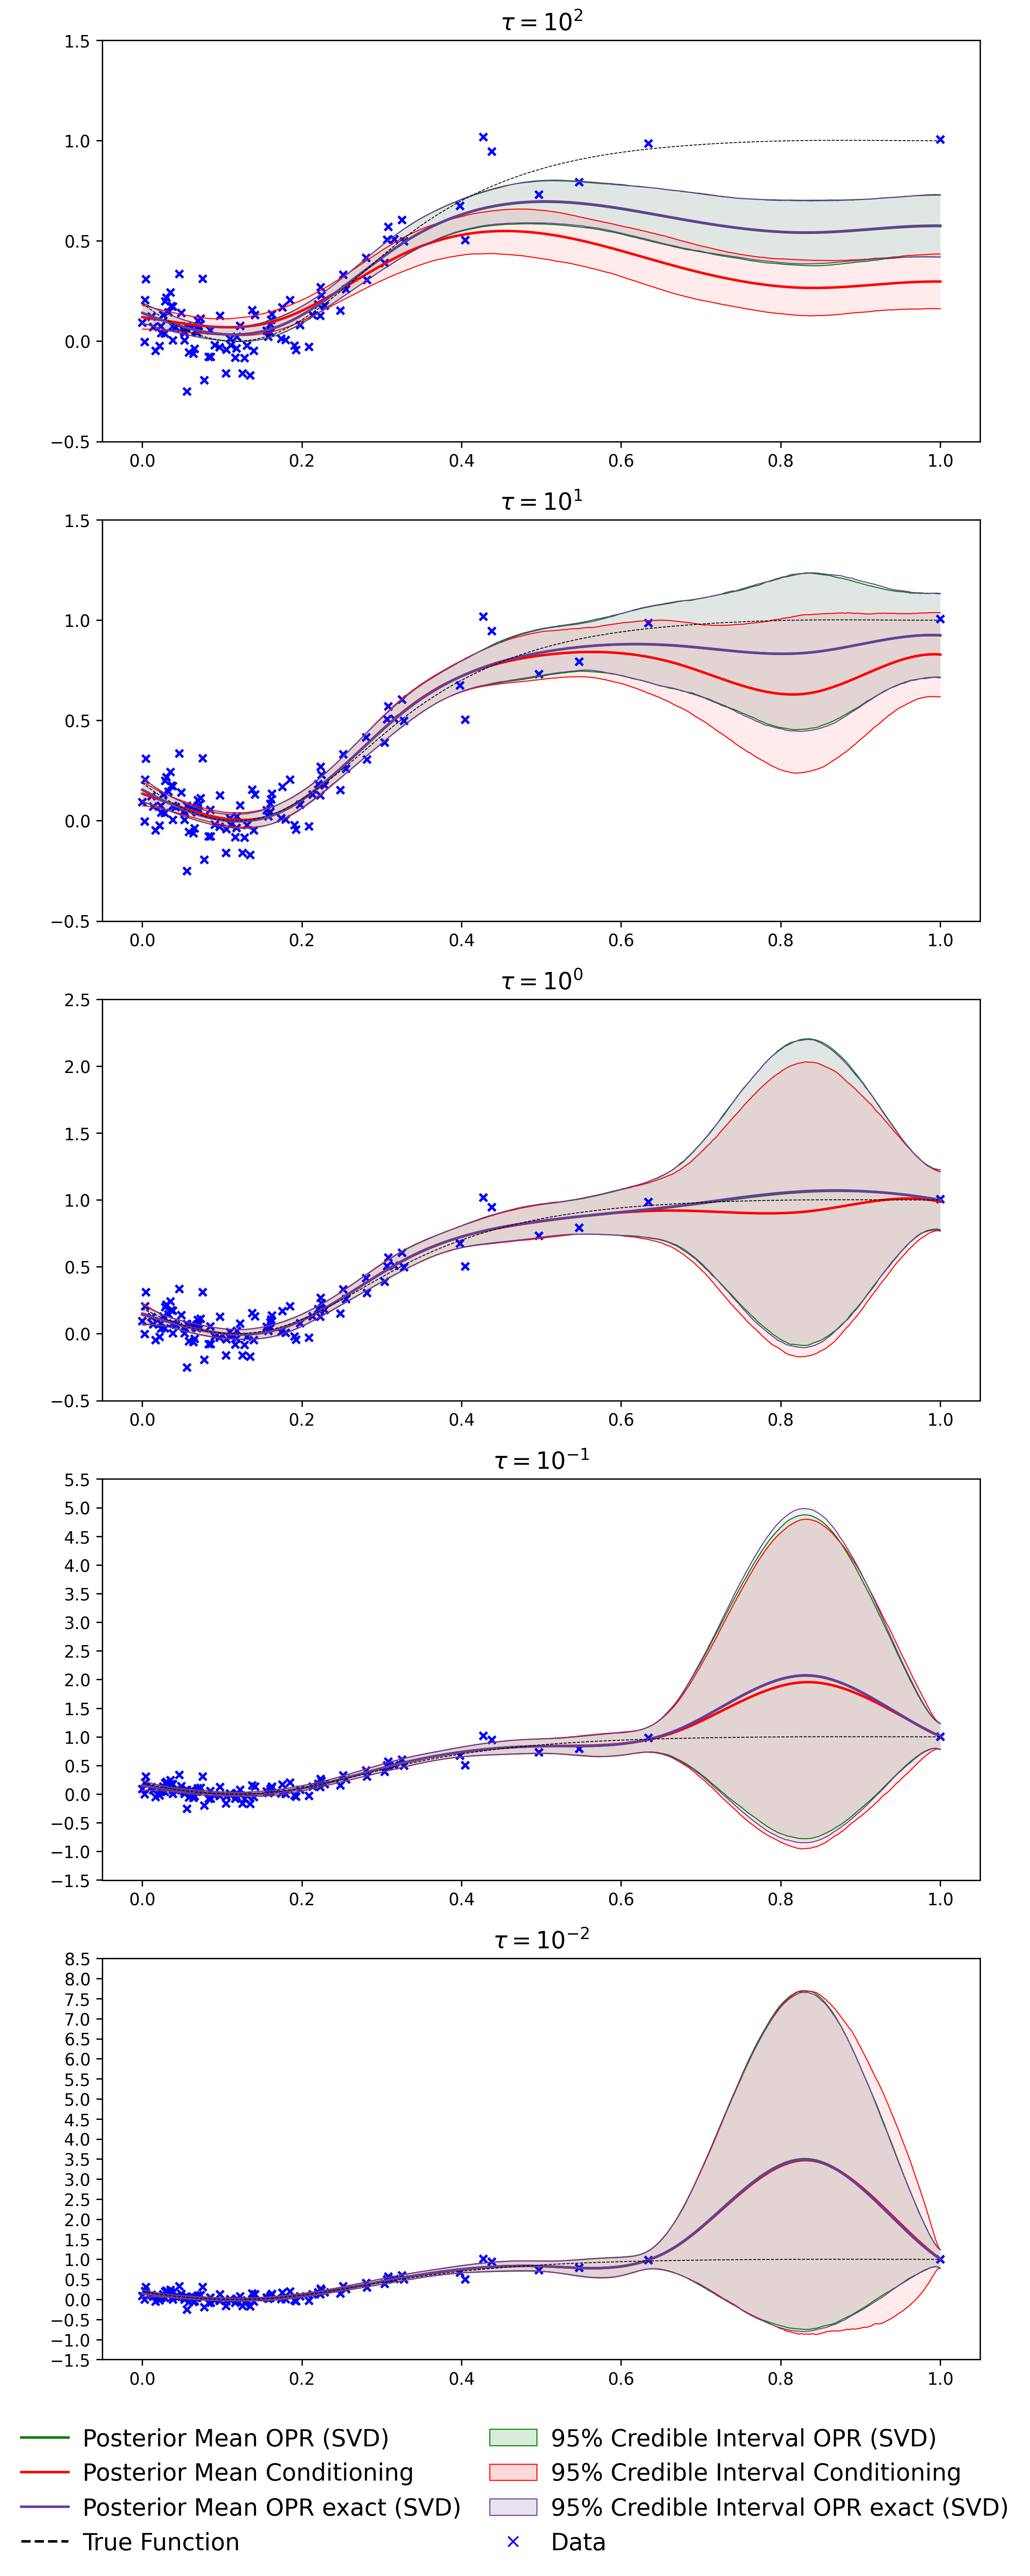 τ = 10²
1.5
1.0
0.5
0.0
−0.5
0.0 0.2 0.4 0.6 0.8 1.0
τ = 10¹
1.5
1.0
0.5
0.0
−0.5
0.0 0.2 0.4 0.6 0.8 1.0
τ = 10⁰
2.5
2.0
1.5
1.0
0.5
0.0
−0.5
0.0 0.2 0.4 0.6 0.8 1.0
τ = 10⁻¹
5.5
5.0
4.5
4.0
3.5
3.0
2.5
2.0
1.5
1.0
0.5
0.0
−0.5
−1.0
−1.5
0.0 0.2 0.4 0.6 0.8 1.0
τ = 10⁻²
8.5
8.0
7.5
7.0
6.5
6.0
5.5
5.0
4.5
4.0
3.5
3.0
2.5
2.0
1.5
1.0
0.5
0.0
−0.5
−1.0
−1.5
0.0 0.2 0.4 0.6 0.8 1.0
Posterior Mean OPR (SVD)
Posterior Mean Conditioning
Posterior Mean OPR exact (SVD)
True Function
95% Credible Interval OPR (SVD)
95% Credible Interval Conditioning
95% Credible Interval OPR exact (SVD)
Data